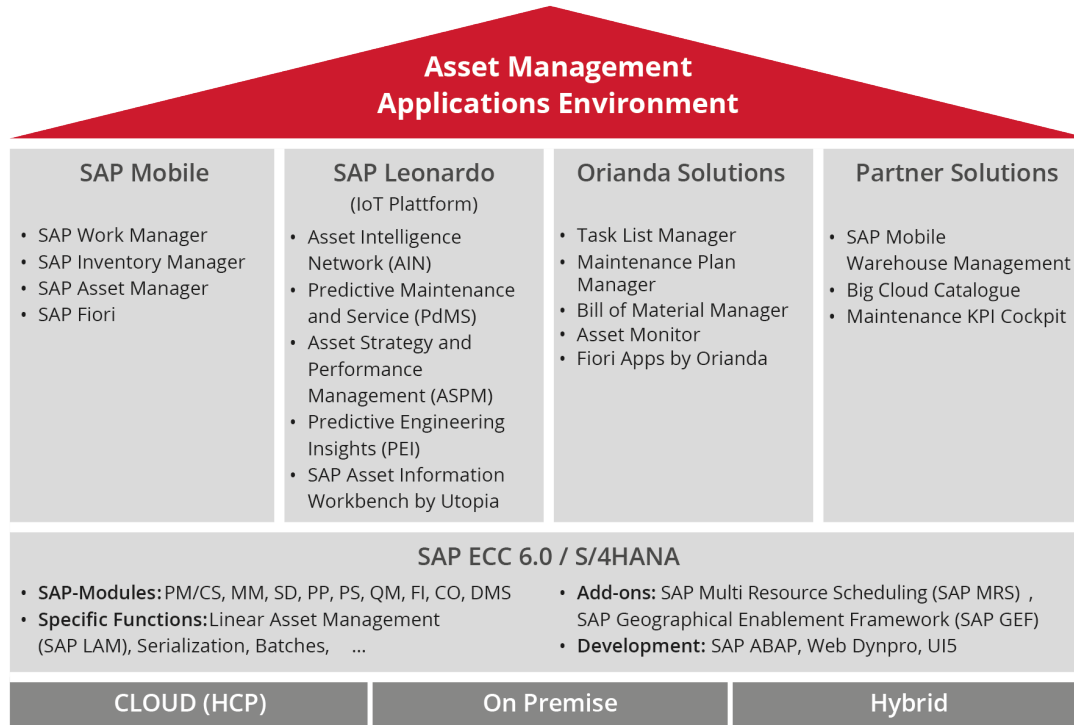 Asset Management
Applications Environment
SAP Mobile
• SAP Work Manager
• SAP Inventory Manager
• SAP Asset Manager
• SAP Fiori
SAP Leonardo
(IoT Plattform)
• Asset Intelligence
Network (AIN)
• Predictive Maintenance
and Service (PdMS)
• Asset Strategy and
Performance
Management (ASPM)
• Predictive Engineering
Insights (PEI)
• SAP Asset Information
Workbench by Utopia
Orianda Solutions
• Task List Manager
• Maintenance Plan
Manager
• Bill of Material Manager
• Asset Monitor
• Fiori Apps by Orianda
Partner Solutions
• SAP Mobile
Warehouse Management
• Big Cloud Catalogue
• Maintenance KPI Cockpit
SAP ECC 6.0 / S/4HANA
• SAP-Modules: PM/CS, MM, SD, PP, PS, QM, FI, CO, DMS
• Specific Functions: Linear Asset Management
(SAP LAM), Serialization, Batches, ...
• Add-ons: SAP Multi Resource Scheduling (SAP MRS) ,
SAP Geographical Enablement Framework (SAP GEF)
• Development: SAP ABAP, Web Dynpro, UI5
CLOUD (HCP)
On Premise
Hybrid